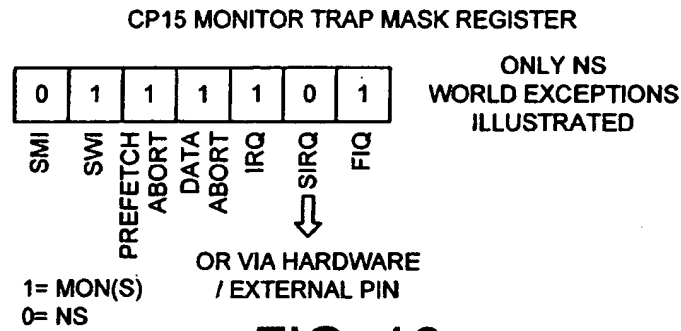 CP15 MONITOR TRAP MASK REGISTER
ONLY NS
WORLD EXCEPTIONS
ILLUSTRATED
0 1 1 1 1 0 1
SMI
SWI
PREFETCH
ABORT
DATA
ABORT
IRQ
SIRQ
FIQ
OR VIA HARDWARE
/ EXTERNAL PIN
1= MON(S)
0= NS